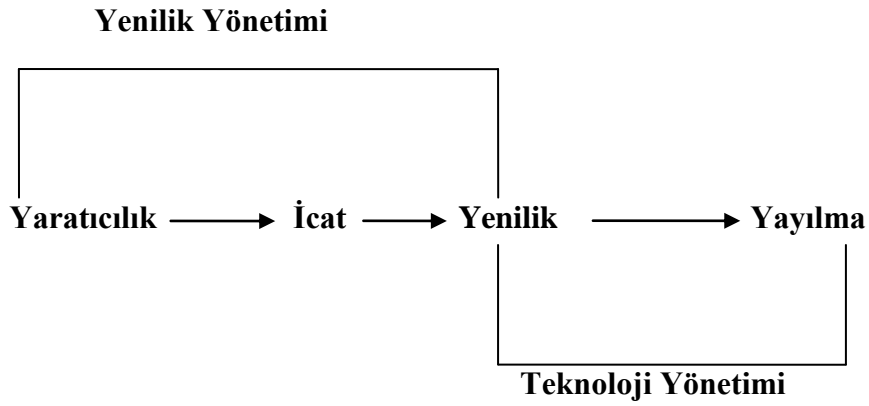 Yenilik Yönetimi
Yaratıcılık İcat Yenilik Yayılma
Teknoloji Yönetimi